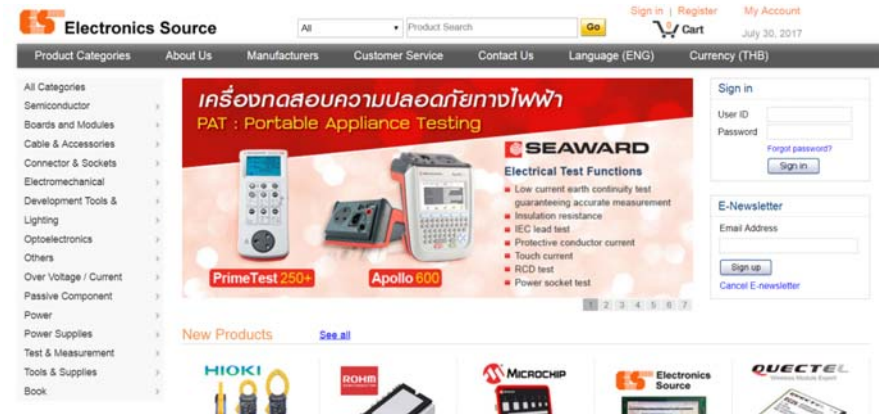 Sign in | Register My Account
ES Electronics Source All Product Search Go 0 Cart July 30, 2017
Product Categories About Us Manufacturers Customer Service Contact Us Language (ENG) Currency (THB)
All Categories
Semiconductor
Boards and Modules
Cable & Accessories
Connector & Sockets
Electromechanical
Development Tools &
Lighting
Optoelectronics
Others
Over Voltage / Current
Passive Component
Power
Power Supplies
Test & Measurement
Tools & Supplies
Book
เครื่องทดสอบความปลอดภัยทางไฟฟ้า
PAT : Portable Appliance Testing
SEAWARD
Electrical Test Functions
Low current earth continuity test
guaranteeing accurate measurement
Insulation resistance
IEC lead test
Protective conductor current
Touch current
RCD test
Power socket test
PrimeTest 250+
Apollo 600
1 2 3 4 5 6 7
Sign in
User ID
Password
Forgot password?
Sign in
E-Newsletter
Email Address
Sign up
Cancel E-newsletter
New Products See all
HIOKI
ROHM
SEMICONDUCTOR
MICROCHIP
ES Electronics
Source
QUECTEL
Wireless Module Expert